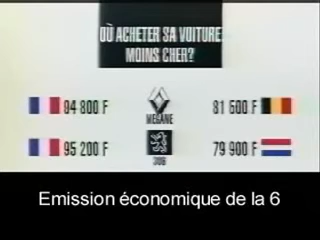 OÙ ACHETER SA VOITURE
MOINS CHER?
94 800 F 81 500 F
MEGANE
95 200 F 79 900 F
306
Emission économique de la 6